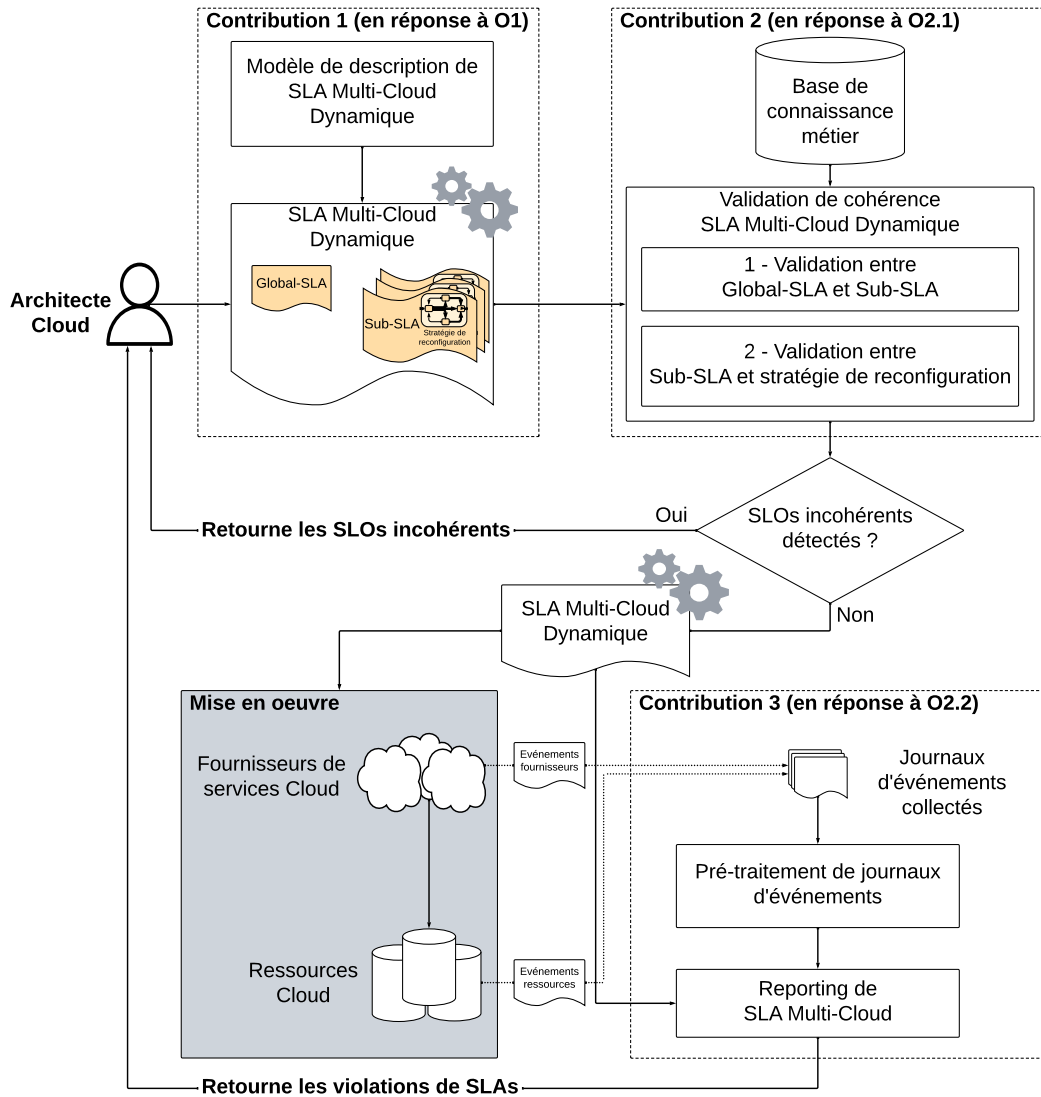 Contribution 1 (en réponse à O1)
Modèle de description de
SLA Multi-Cloud
Dynamique
SLA Multi-Cloud
Dynamique
Global-SLA
Sub-SLA
Stratégie de
reconfiguration
Architecte
Cloud
Contribution 2 (en réponse à O2.1)
Base de
connaissance
métier
Validation de cohérence
SLA Multi-Cloud Dynamique
1 - Validation entre
Global-SLA et Sub-SLA
2 - Validation entre
Sub-SLA et stratégie de reconfiguration
SLOs incohérents
détectés ?
Oui
Retourne les SLOs incohérents
Non
SLA Multi-Cloud
Dynamique
Mise en oeuvre
Fournisseurs de
services Cloud
Ressources
Cloud
Evénements
fournisseurs
Evénements
ressources
Contribution 3 (en réponse à O2.2)
Journaux
d'événements
collectés
Pré-traitement de journaux
d'événements
Reporting de
SLA Multi-Cloud
Retourne les violations de SLAs